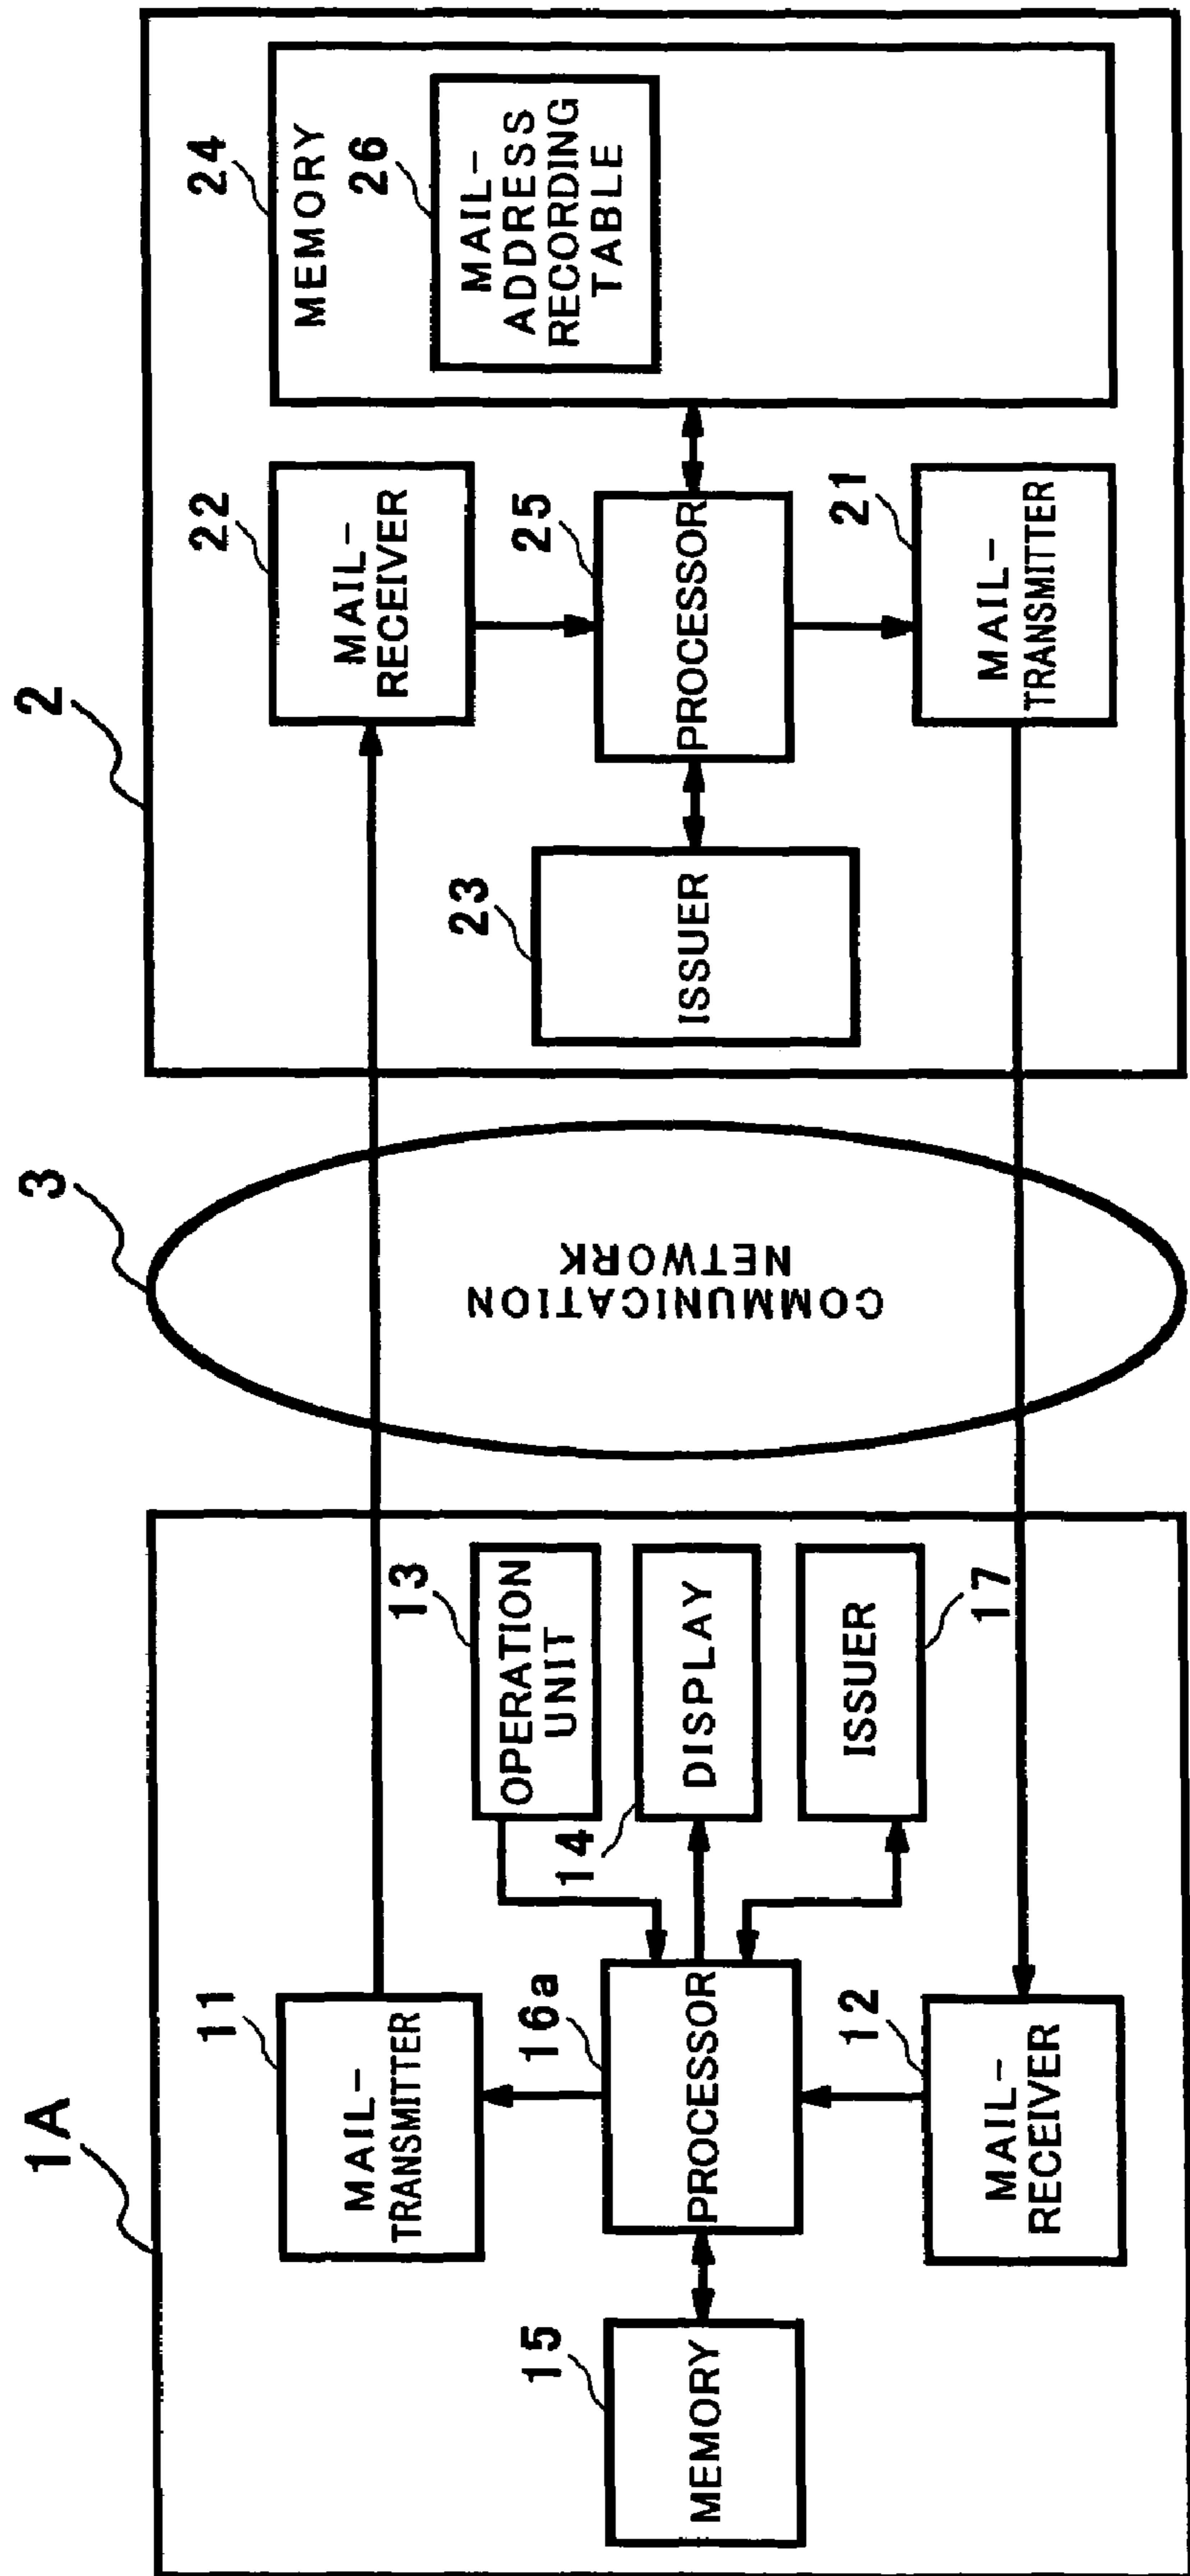 1A
11
MAIL-
TRANSMITTER
15
MEMORY
16a
PROCESSOR
12
MAIL-
RECEIVER
13
OPERATION
UNIT
14
DISPLAY
ISSUER
17
3
COMMUNICATION
NETWORK
2
22
MAIL-
RECEIVER
23
ISSUER
25
PROCESSOR
21
MAIL-
TRANSMITTER
24
MEMORY
26
MAIL-
ADDRESS
RECORDING
TABLE